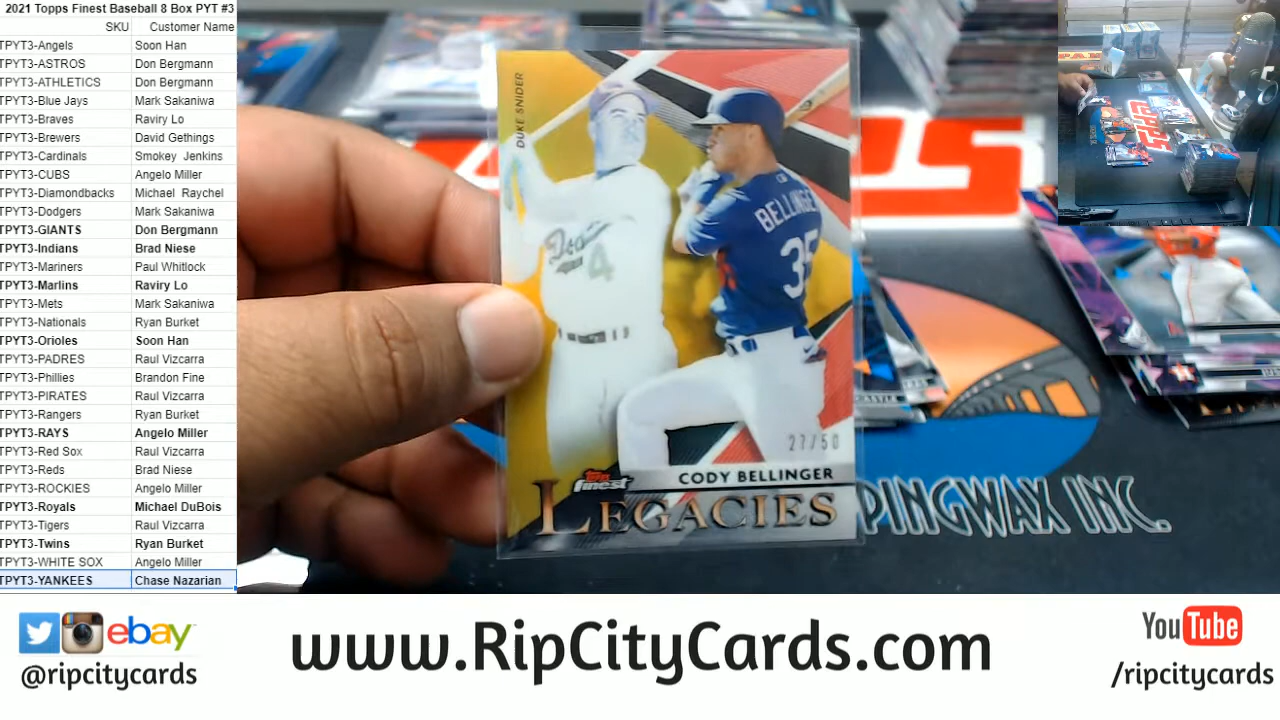 2021 Topps Finest Baseball 8 Box PYT #3
SKU Customer Name
TPYT3-Angels Soon Han
TPYT3-ASTROS Don Bergmann
TPYT3-ATHLETICS Don Bergmann
TPYT3-Blue Jays Mark Sakaniwa
TPYT3-Braves Raviry Lo
TPYT3-Brewers David Gethings
TPYT3-Cardinals Smokey Jenkins
TPYT3-CUBS Angelo Miller
TPYT3-Diamondbacks Michael Raychel
TPYT3-Dodgers Mark Sakaniwa
TPYT3-GIANTS Don Bergmann
TPYT3-Indians Brad Niese
TPYT3-Mariners Paul Whitlock
TPYT3-Marlins Raviry Lo
TPYT3-Mets Mark Sakaniwa
TPYT3-Nationals Ryan Burket
TPYT3-Orioles Soon Han
TPYT3-PADRES Raul Vizcarra
TPYT3-Phillies Brandon Fine
TPYT3-PIRATES Raul Vizcarra
TPYT3-Rangers Ryan Burket
TPYT3-RAYS Angelo Miller
TPYT3-Red Sox Raul Vizcarra
TPYT3-Reds Brad Niese
TPYT3-ROCKIES Angelo Miller
TPYT3-Royals Michael DuBois
TPYT3-Tigers Raul Vizcarra
TPYT3-Twins Ryan Burket
TPYT3-WHITE SOX Angelo Miller
TPYT3-YANKEES Chase Nazarian
DUKE SNIDER
Dodgers
4
BELLINGER
35
27/50
Topps finest
CODY BELLINGER
LEGACIES
PINGWAX INC.
TOPPS
ebay
@ripcitycards
www.RipCityCards.com
YouTube
/ripcitycards